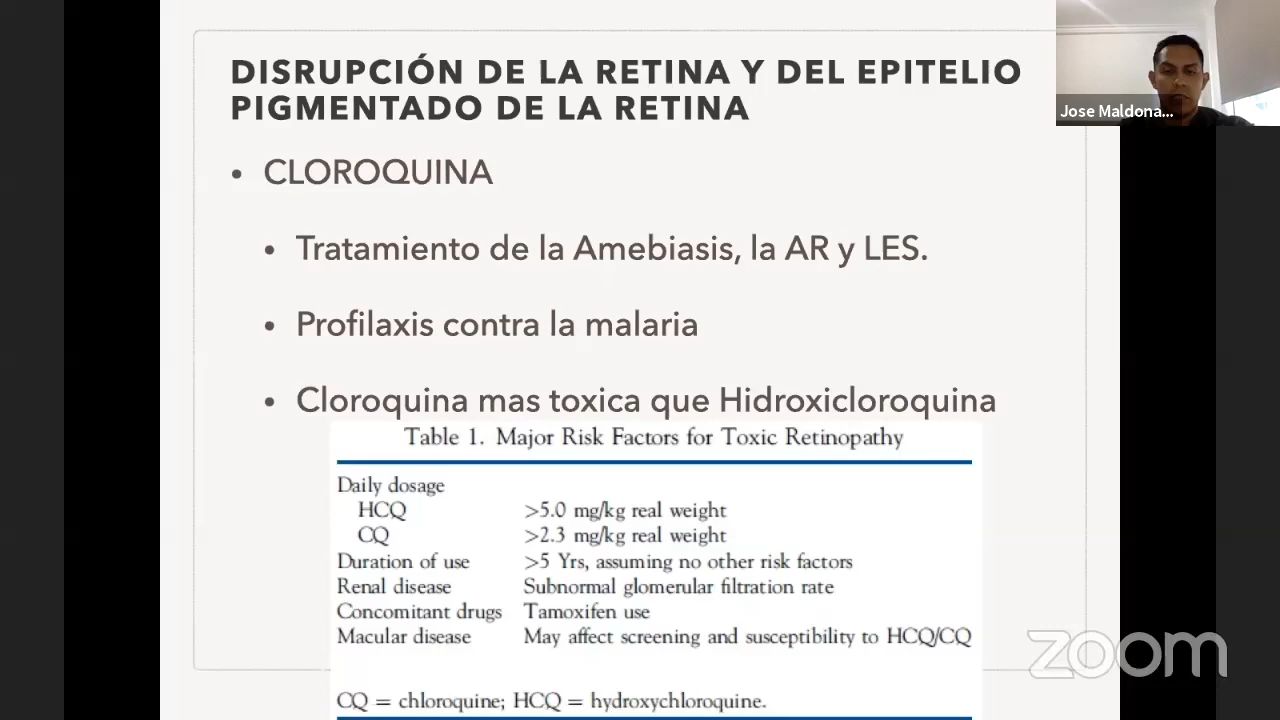 DISRUPCIÓN DE LA RETINA Y DEL EPITELIO
PIGMENTADO DE LA RETINA
• CLOROQUINA
• Tratamiento de la Amebiasis, la AR y LES.
• Profilaxis contra la malaria
• Cloroquina mas toxica que Hidroxicloroquina
Table 1. Major Risk Factors for Toxic Retinopathy
Daily dosage
HCQ >5.0 mg/kg real weight
CQ >2.3 mg/kg real weight
Duration of use >5 Yrs, assuming no other risk factors
Renal disease Subnormal glomerular filtration rate
Concomitant drugs Tamoxifen use
Macular disease May affect screening and susceptibility to HCQ/CQ
CQ = chloroquine; HCQ = hydroxychloroquine.
Jose Maldona...
zoom